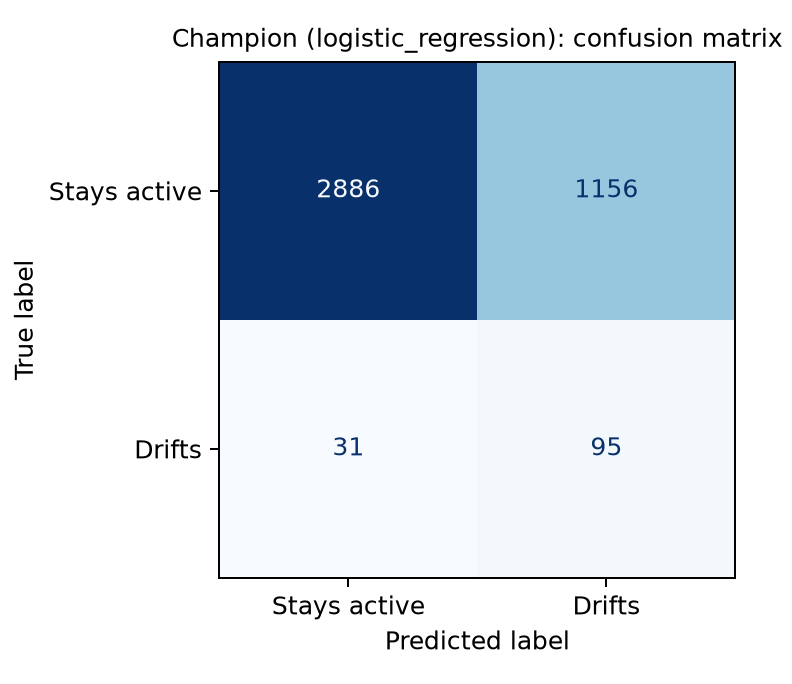 Champion (logistic_regression): confusion matrix
Stays active
2886
1156
True label
Drifts
31
95
Stays active
Drifts
Predicted label